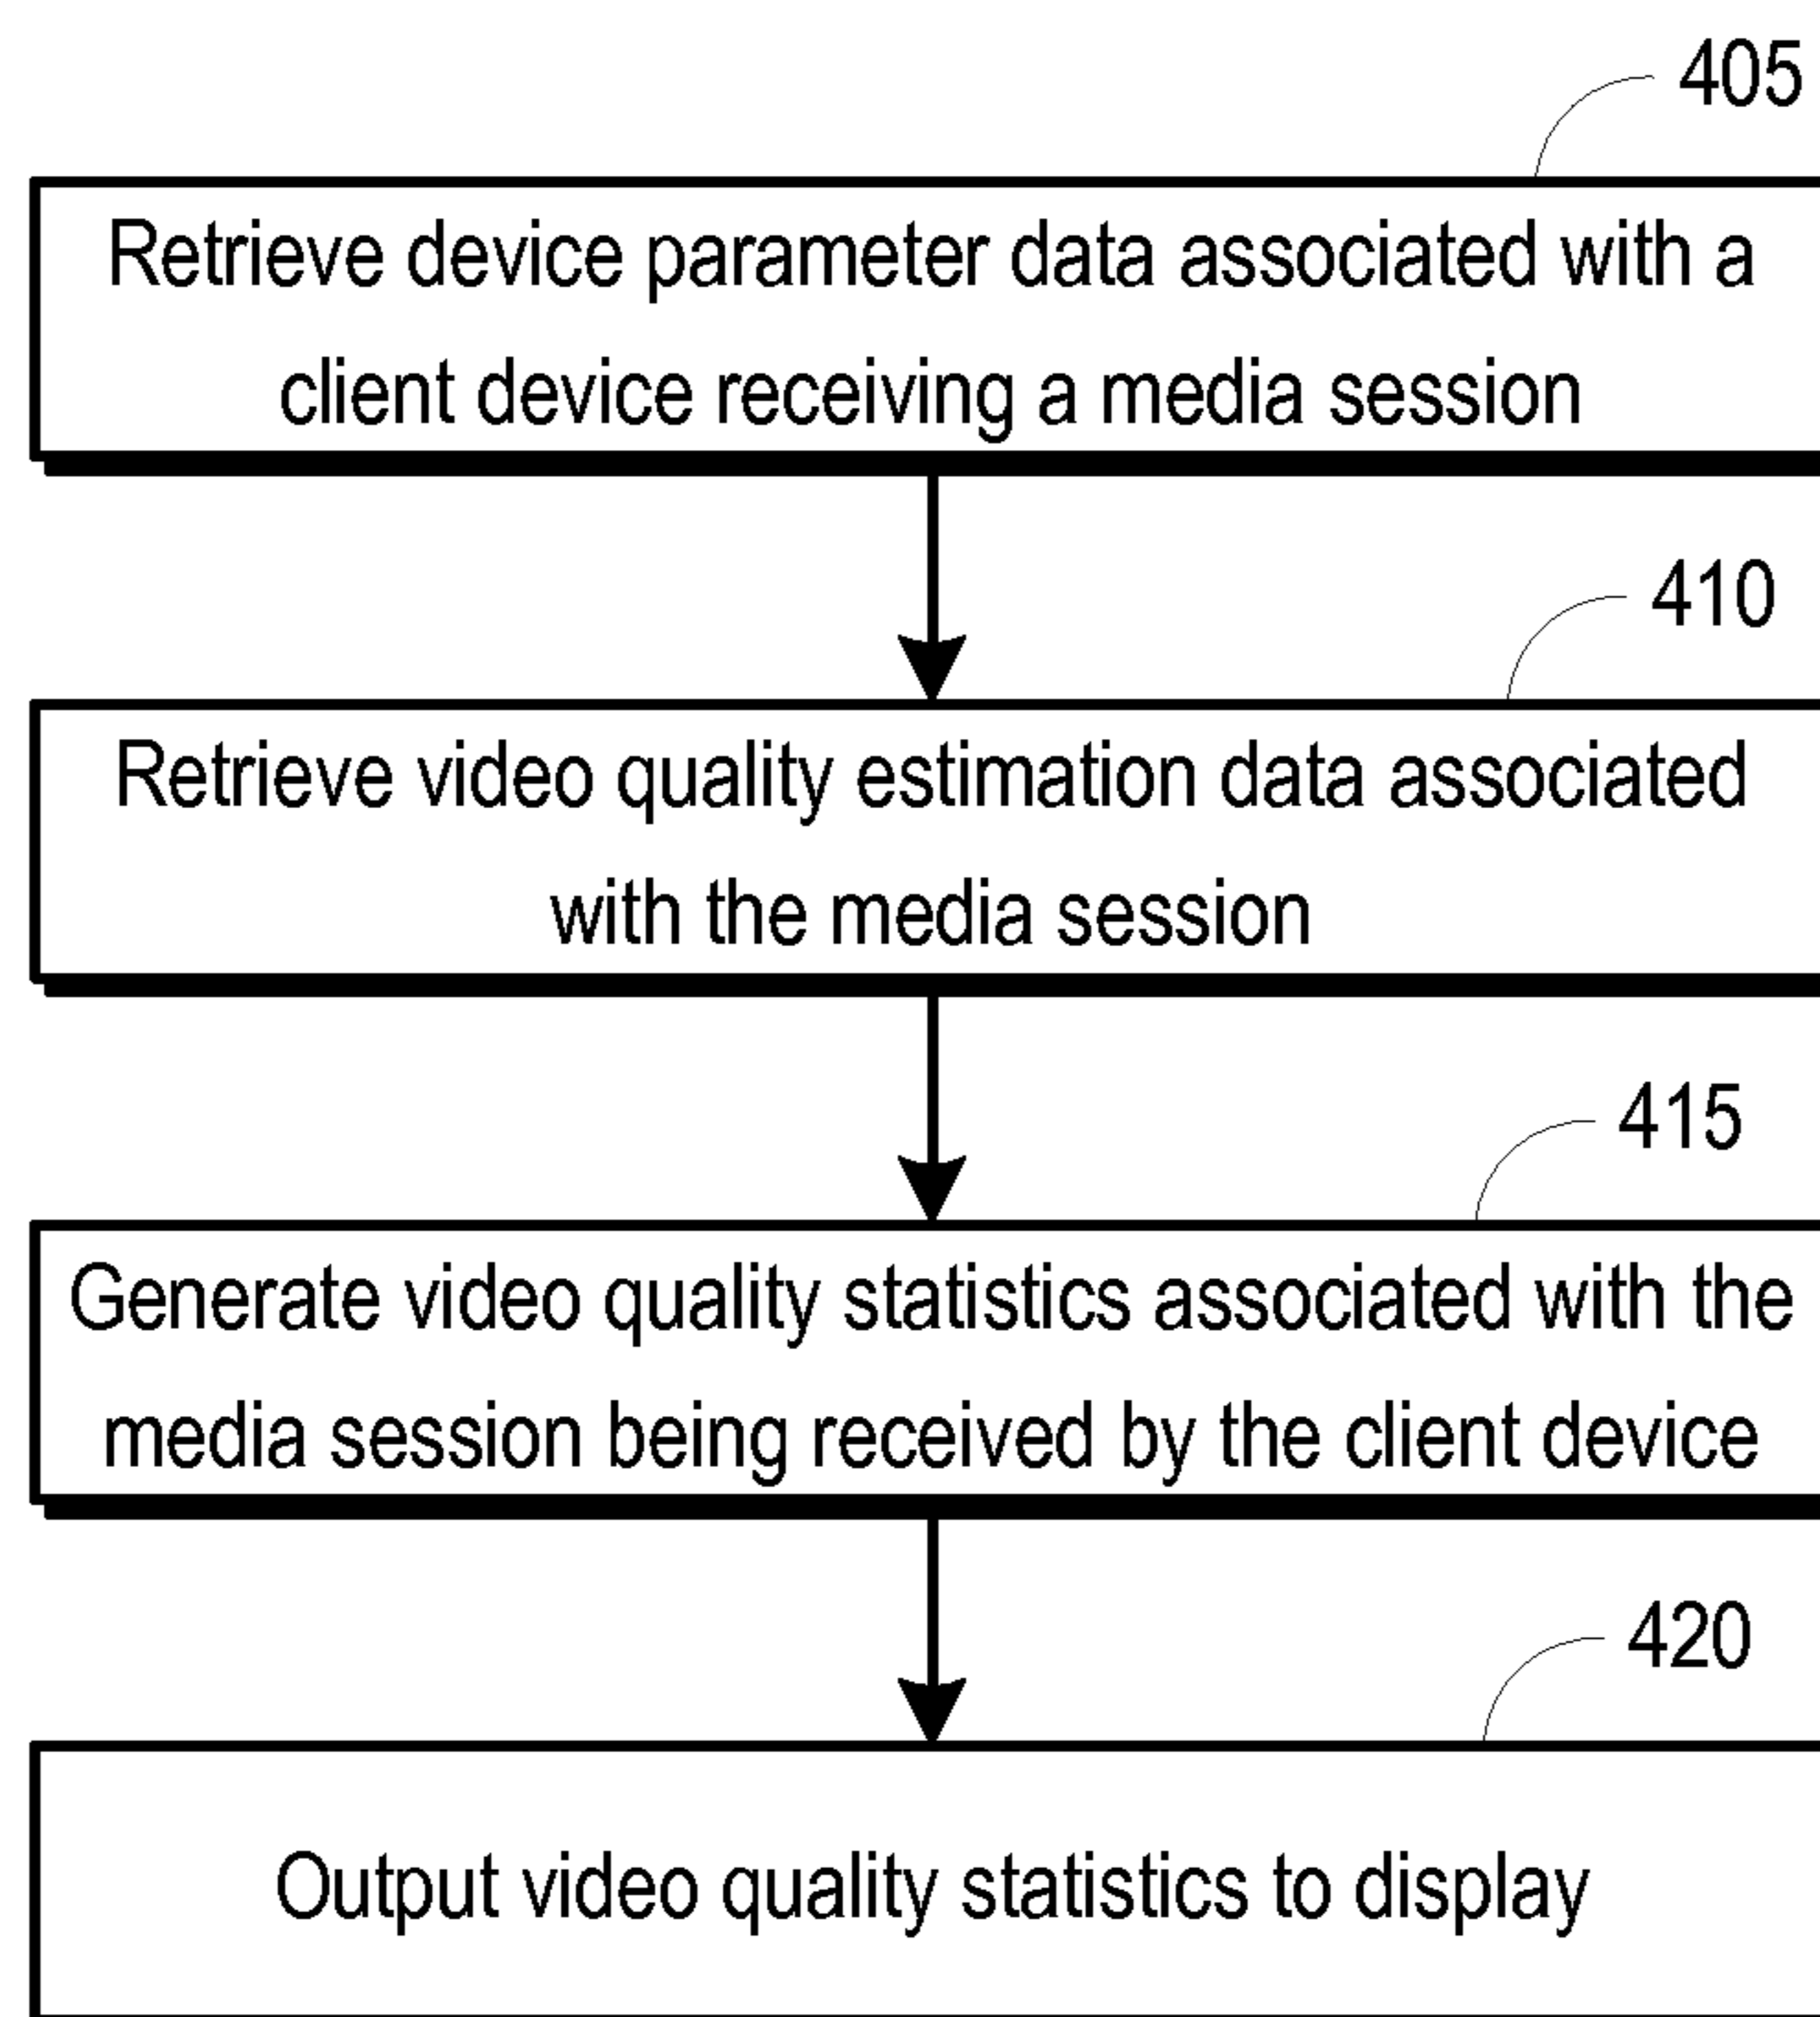 405
Retrieve device parameter data associated with a
client device receiving a media session
410
Retrieve video quality estimation data associated
with the media session
415
Generate video quality statistics associated with the
media session being received by the client device
420
Output video quality statistics to display